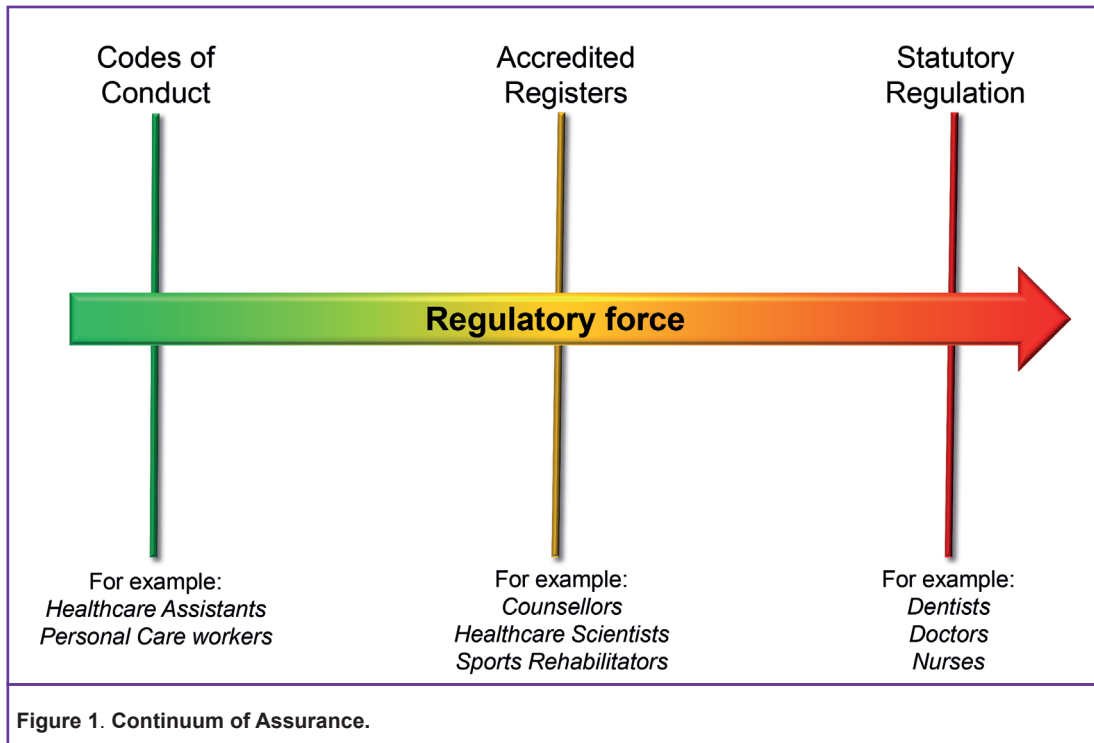 Codes of
Conduct
Accredited
Registers
Statutory
Regulation
Regulatory force
For example:
Healthcare Assistants
Personal Care workers
For example:
Counsellors
Healthcare Scientists
Sports Rehabilitators
For example:
Dentists
Doctors
Nurses
Figure 1. Continuum of Assurance.